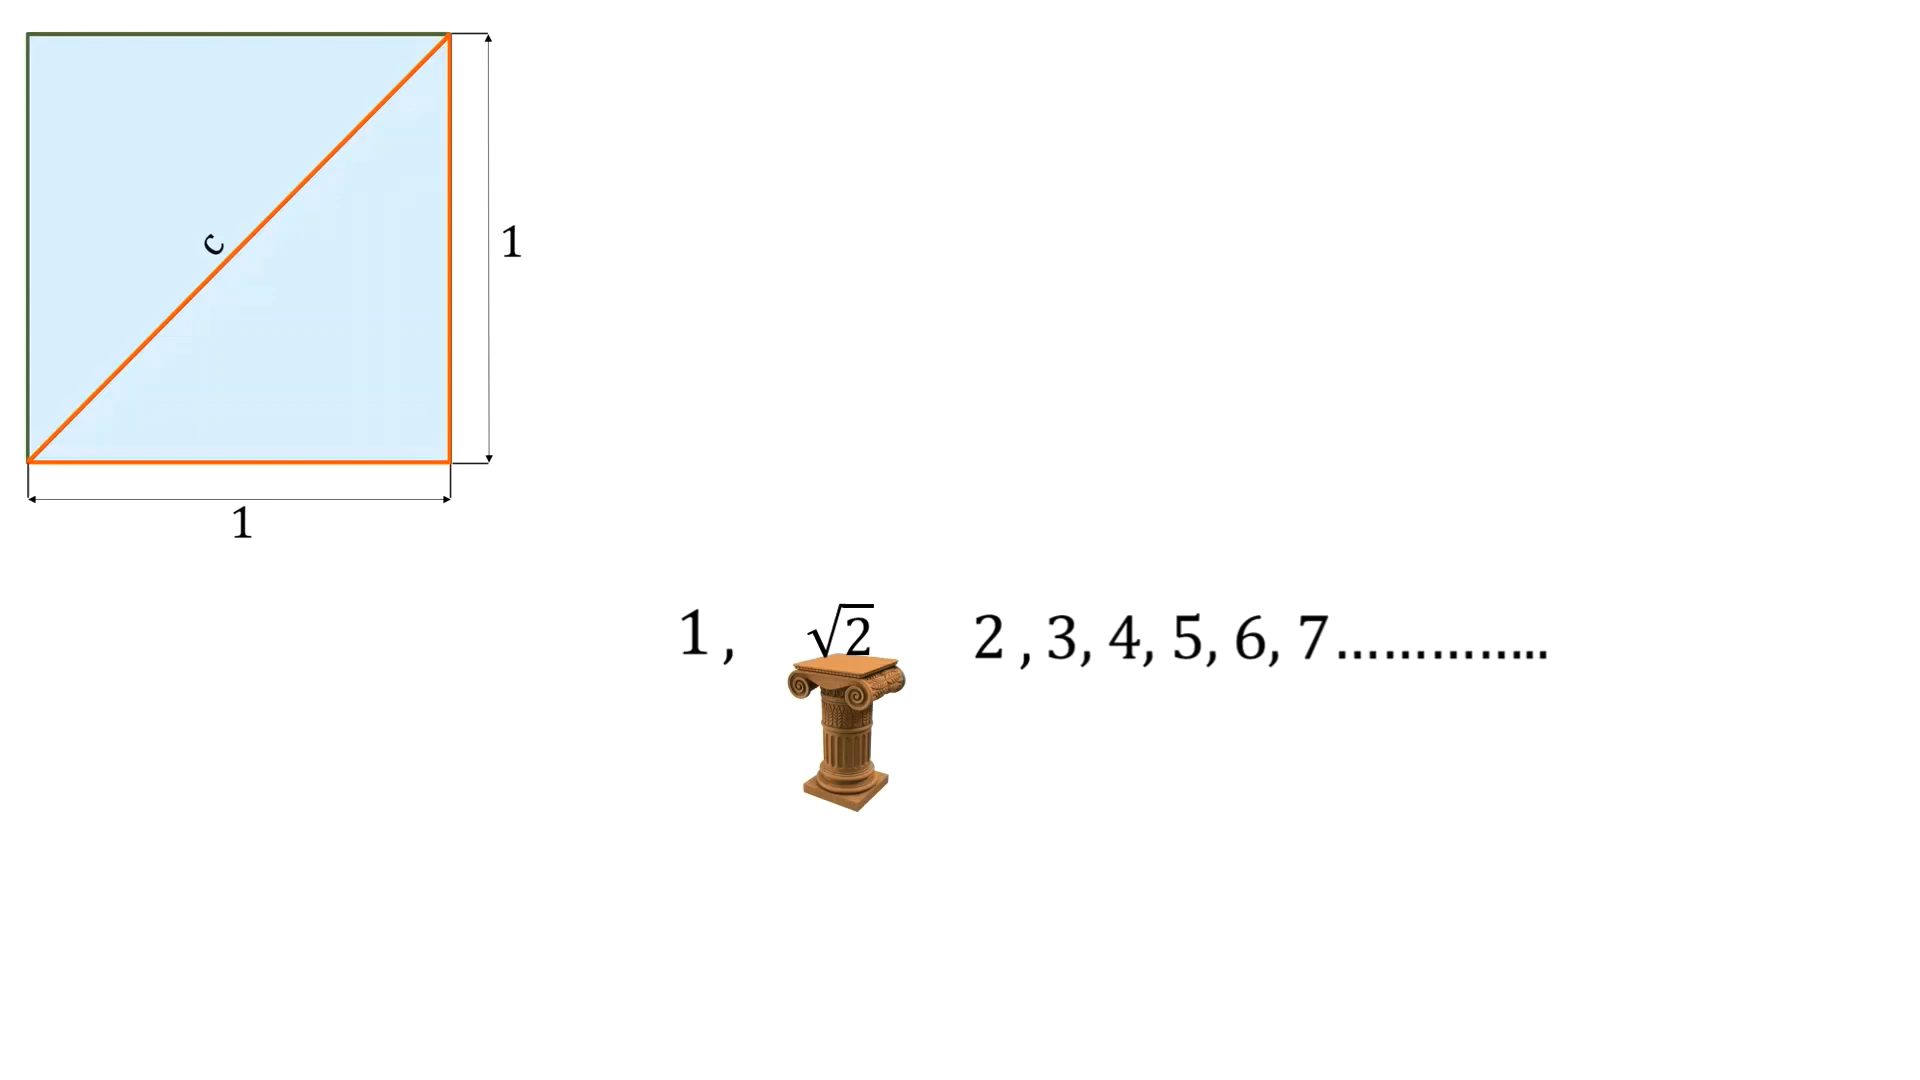 c
1
1
1 , √2 2 , 3, 4, 5, 6, 7…………...